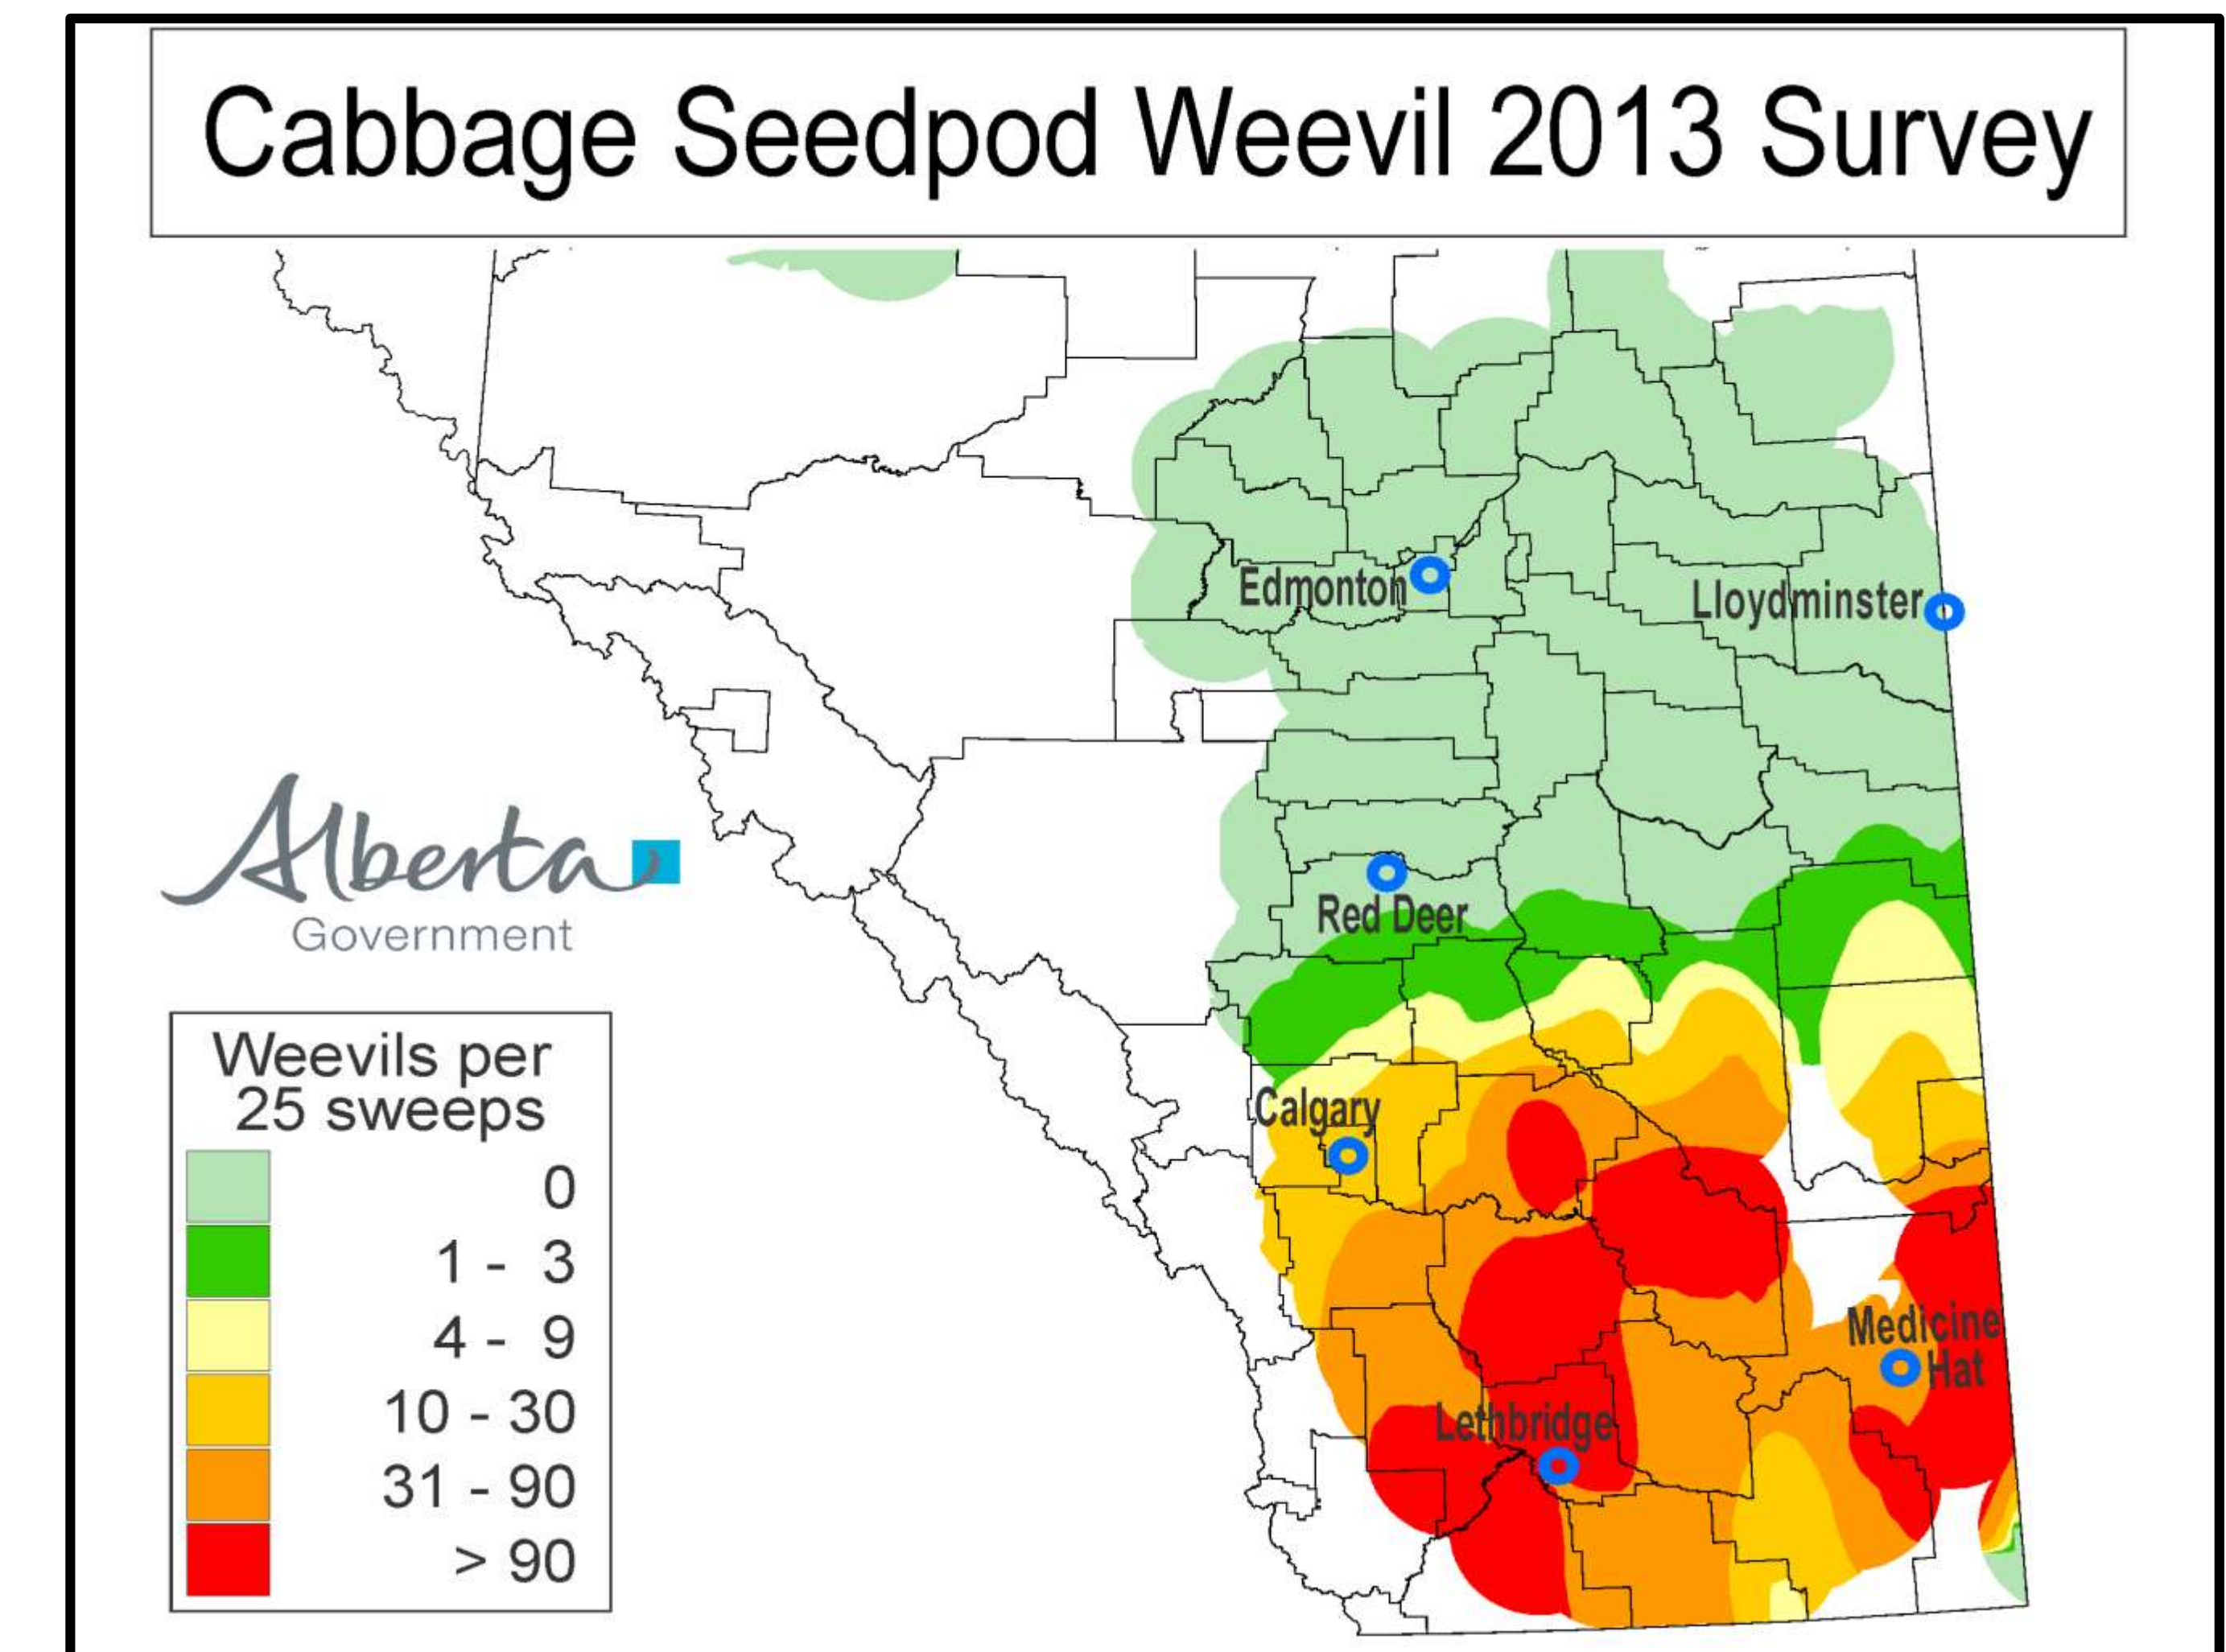 Cabbage Seedpod Weevil 2013 Survey
Edmonton
Lloydminster
Alberta
Government
Red Deer
Weevils per
25 sweeps
0
1 - 3
4 - 9
10 - 30
31 - 90
> 90
Calgary
Medicine
Hat
Lethbridge